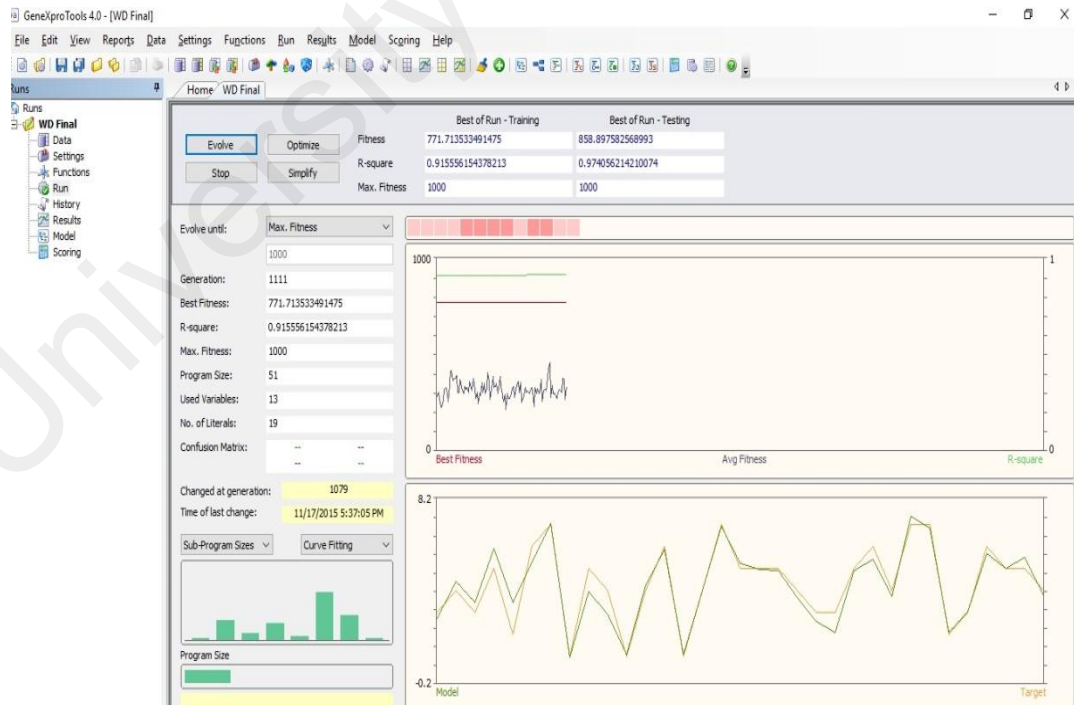 GeneXproTools 4.0 - [WD Final]
File Edit View Reports Data Settings Functions Run Results Model Scoring Help
Runs
Home WD Final
Runs
WD Final
Data
Settings
Functions
Run
History
Results
Model
Scoring
Best of Run - Training Best of Run - Testing
Evolve Optimize Fitness 771.713533491475 858.897582568993
Stop Simplify R-square 0.915556154378213 0.974056214210074
Max. Fitness 1000 1000
Evolve until: Max. Fitness
1000
Generation: 1111
Best Fitness: 771.713533491475
R-square: 0.915556154378213
Max. Fitness: 1000
Program Size: 51
Used Variables: 13
No. of Literals: 19
Confusion Matrix: -- --
-- --
Changed at generation: 1079
Time of last change: 11/17/2015 5:37:05 PM
Sub-Program Sizes Curve Fitting
Program Size
1000 1
0 0
Best Fitness Avg Fitness R-square
8.2
-0.2
Model Target
University